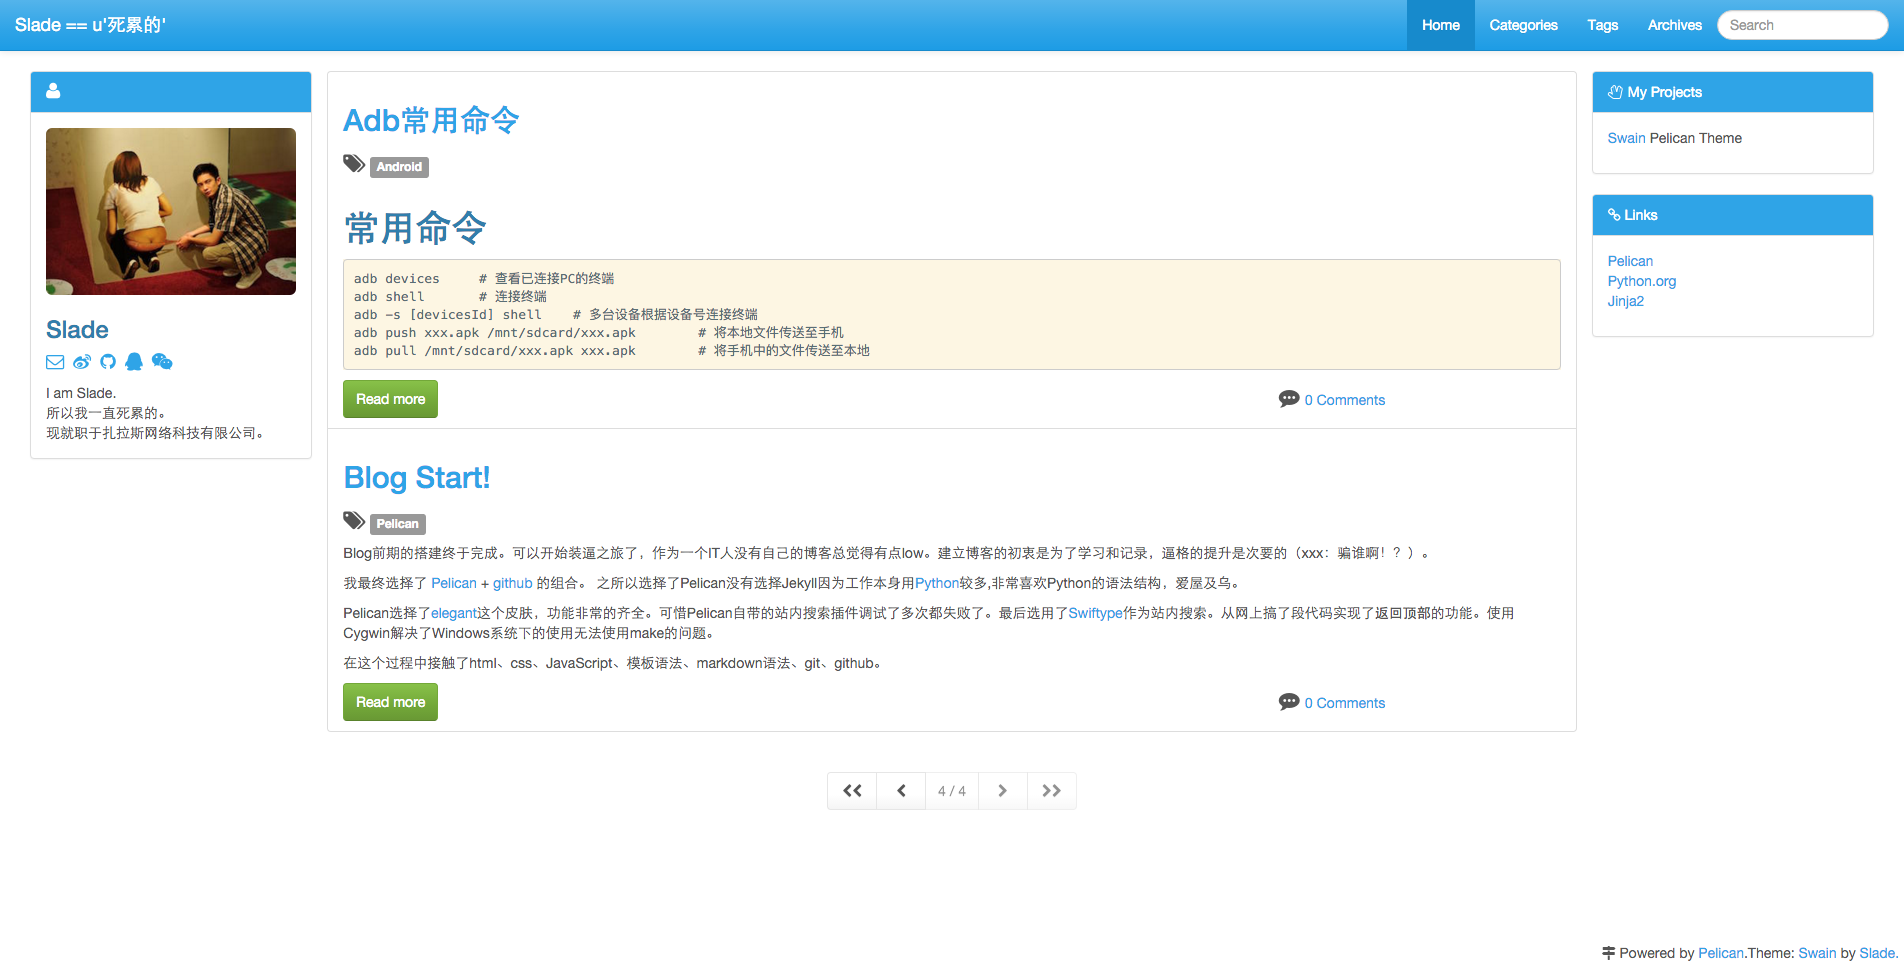 Slade == u'死累的'
Home Categories Tags Archives Search
Slade
I am Slade.
所以我一直死累的。
现就职于扎拉斯网络科技有限公司。
Adb常用命令
Android
常用命令
adb devices # 查看已连接PC的终端
adb shell # 连接终端
adb -s [devicesId] shell # 多台设备根据设备号连接终端
adb push xxx.apk /mnt/sdcard/xxx.apk # 将本地文件传送至手机
adb pull /mnt/sdcard/xxx.apk xxx.apk # 将手机中的文件传送至本地
Read more 0 Comments
Blog Start!
Pelican
Blog前期的搭建终于完成。可以开始装逼之旅了，作为一个IT人没有自己的博客总觉得有点low。建立博客的初衷是为了学习和记录，逼格的提升是次要的（xxx：骗谁啊！？）。
我最终选择了 Pelican + github 的组合。 之所以选择了Pelican没有选择Jekyll因为工作本身用Python较多,非常喜欢Python的语法结构，爱屋及乌。
Pelican选择了elegant这个皮肤，功能非常的齐全。可惜Pelican自带的站内搜索插件调试了多次都失败了。最后选用了Swiftype作为站内搜索。从网上搞了段代码实现了返回顶部的功能。使用
Cygwin解决了Windows系统下的使用无法使用make的问题。
在这个过程中接触了html、css、JavaScript、模板语法、markdown语法、git、github。
Read more 0 Comments
4 / 4
My Projects
Swain Pelican Theme
Links
Pelican
Python.org
Jinja2
Powered by Pelican.Theme: Swain by Slade.